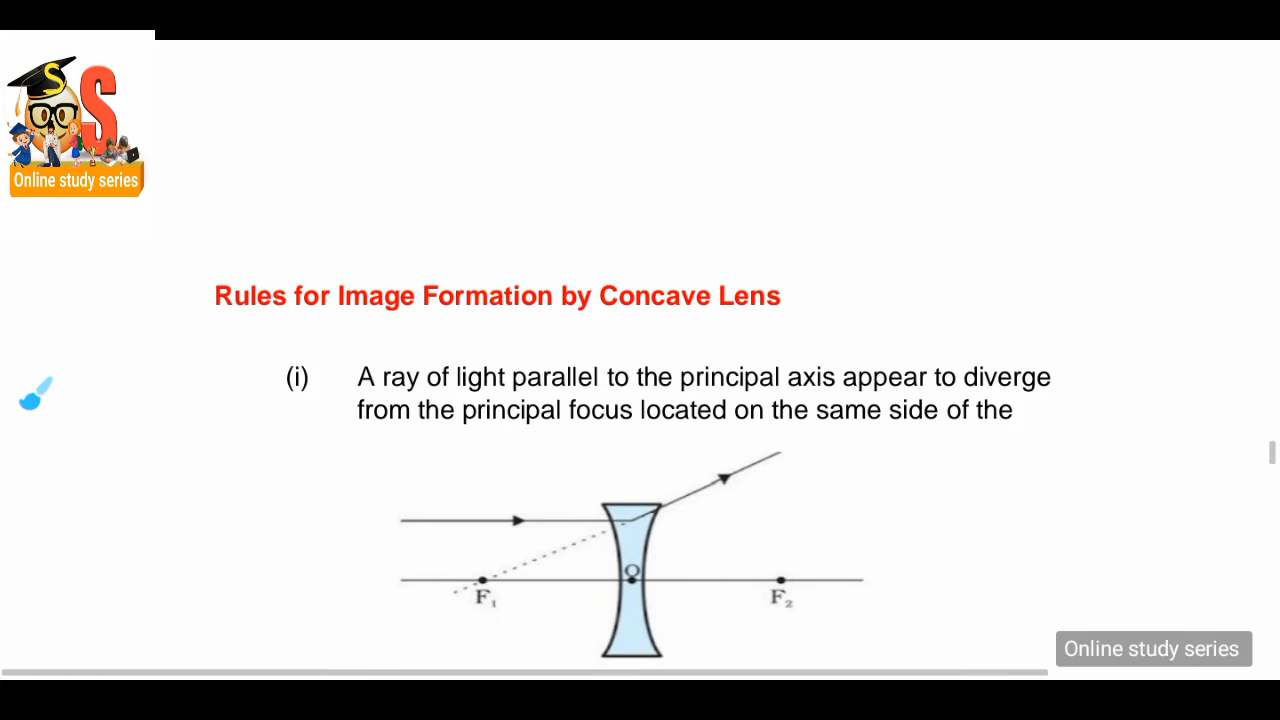 S
S
Online study series
Rules for Image Formation by Concave Lens
(i) A ray of light parallel to the principal axis appear to diverge
from the principal focus located on the same side of the
O
F₁
F₂
Online study series